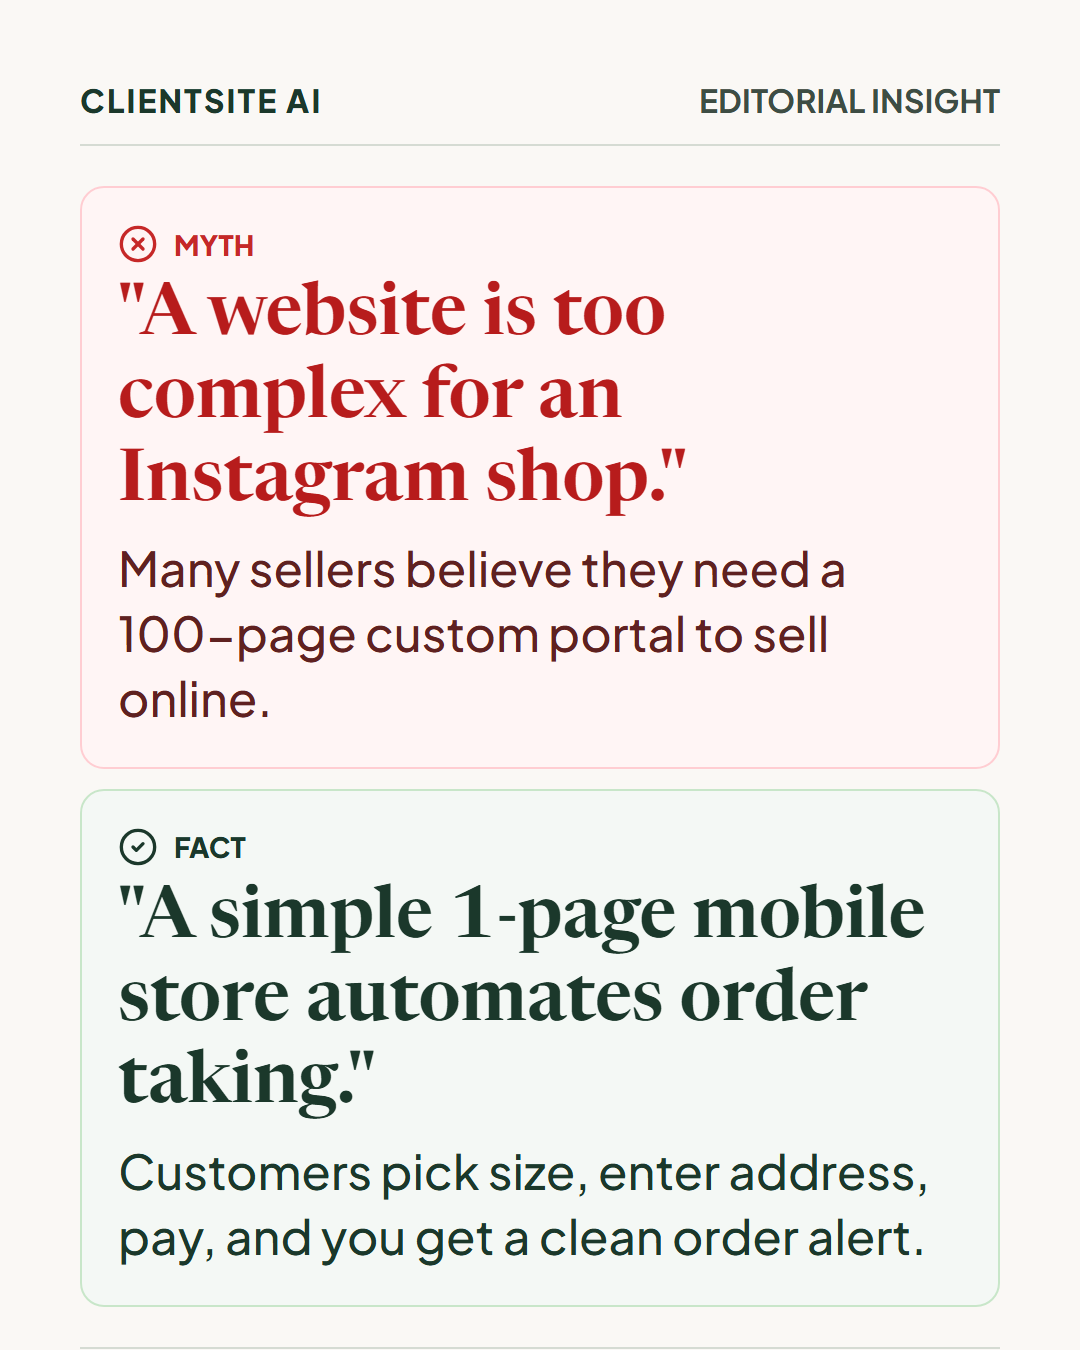 CLIENTSITE AI
EDITORIAL INSIGHT
MYTH
"A website is too
complex for an
Instagram shop."
Many sellers believe they need a
100–page custom portal to sell
online.
FACT
"A simple 1-page mobile
store automates order
taking."
Customers pick size, enter address,
pay, and you get a clean order alert.